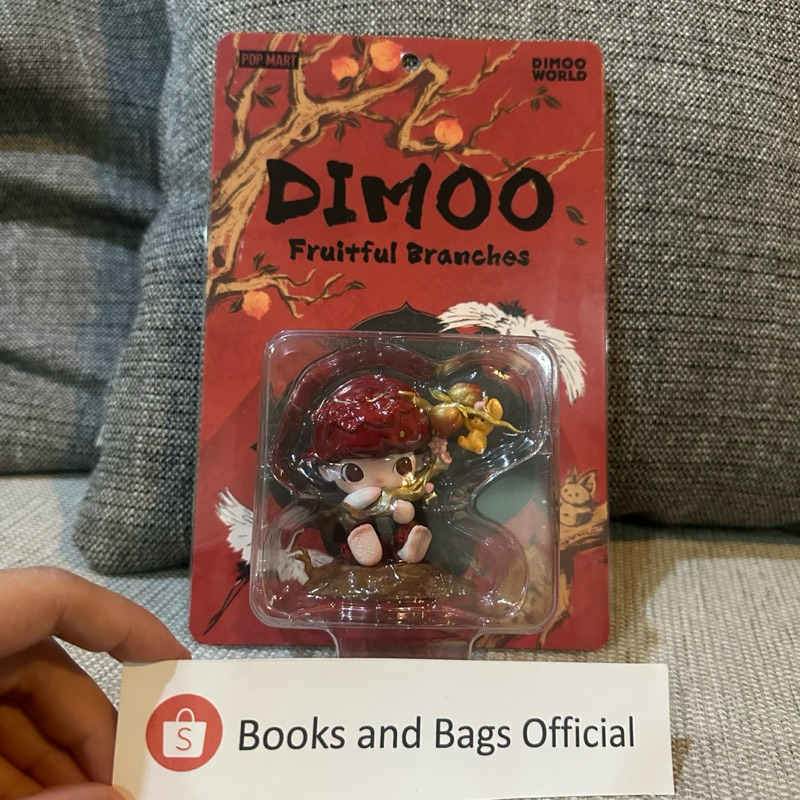 POP MART
DIMOO
WORLD
DIMOO
Fruitful Branches
S
Books and Bags Official